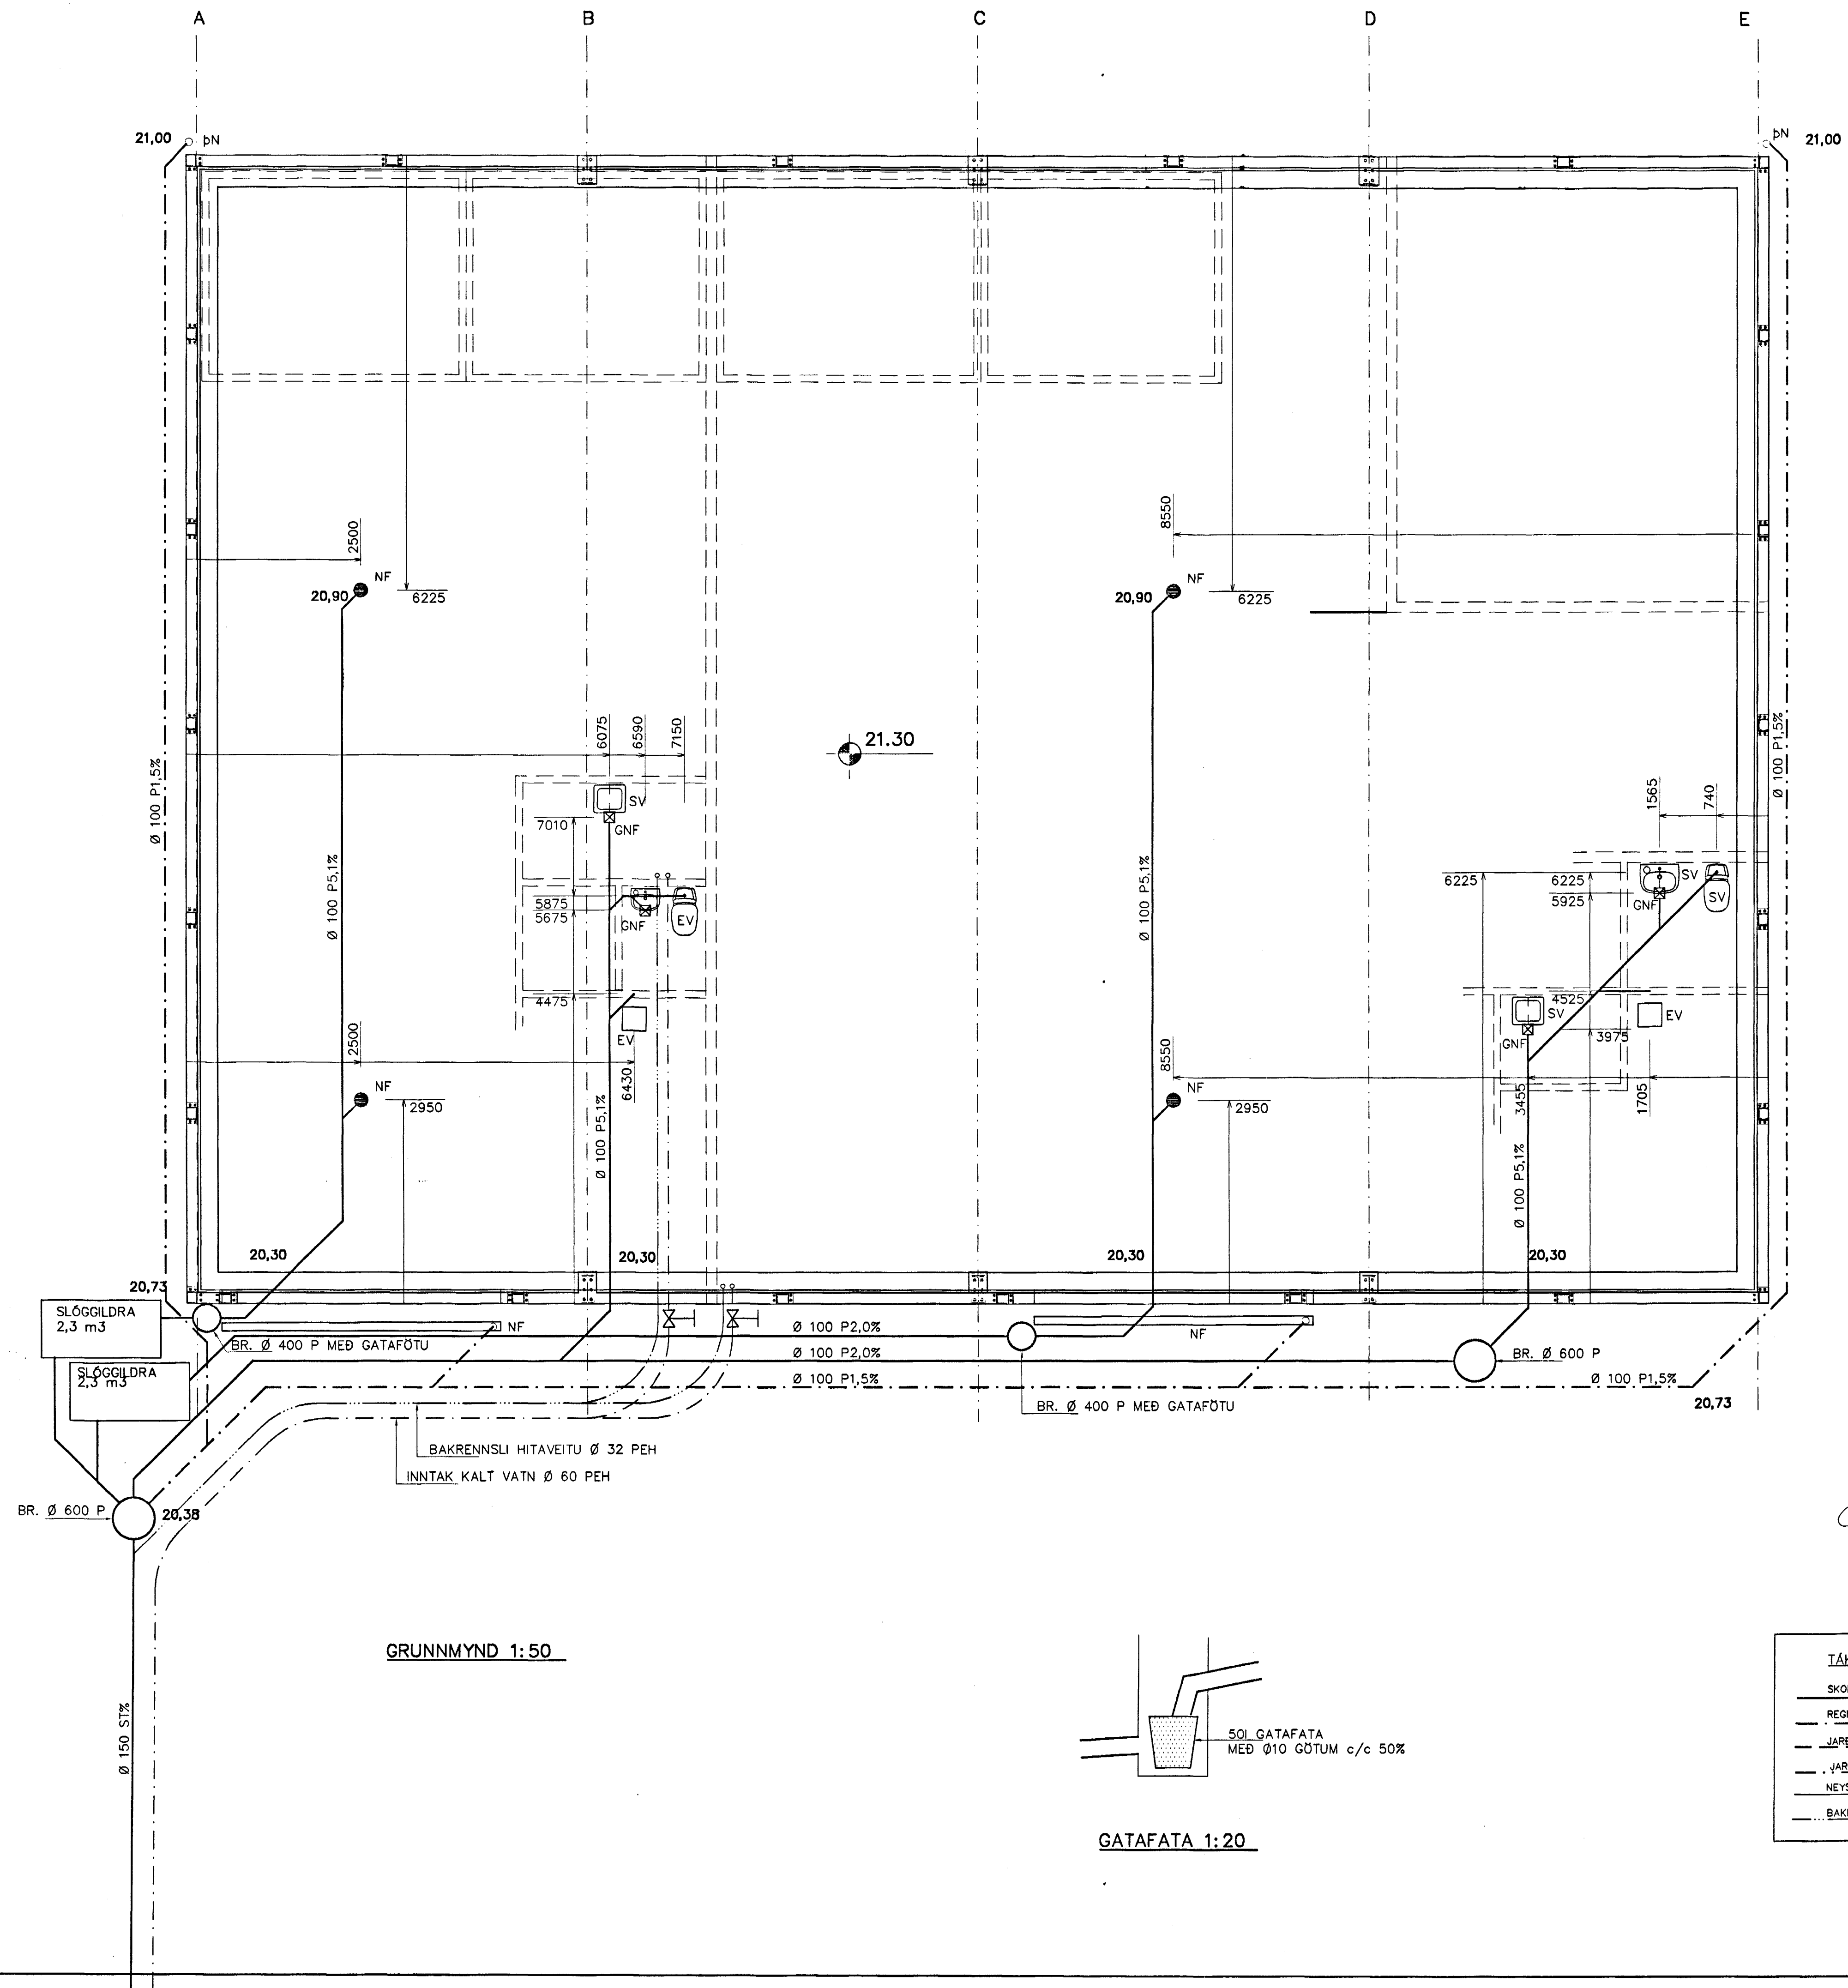 A
B
C
D
E
21,00
ÞN
ÞN
21,00
2500
NF
20,90
6225
8550
NF
20,90
6225
Ø 100 P1,5%
Ø 100 P5,1%
6075
6590
7150
21.30
SV
GNF
7010
5875
5675
GNF
EV
4475
EV
6430
Ø 100 P5,1%
Ø 100 P5,1%
Ø 100 P1,5%
1565
740
6225
6225
5925
SV
GNF
SV
4525
SV
EV
3975
GNF
3455
1705
Ø 100 P5,1%
2500
NF
2950
8550
NF
2950
20,30
20,30
20,30
20,30
20,73
SLÓGGILDRA
2,3 m3
NF
BR. Ø 400 P MEÐ GATAFÖTU
Ø 100 P2,0%
NF
SLÓGGILDRA
2,3 m3
Ø 100 P2,0%
BR. Ø 600 P
Ø 100 P1,5%
Ø 100 P1,5%
BR. Ø 400 P MEÐ GATAFÖTU
20,73
BAKRENNSLI HITAVEITU Ø 32 PEH
INNTAK KALT VATN Ø 60 PEH
BR. Ø 600 P
20,38
GRUNNMYND 1:50
Ø 150 ST%
50l GATAFATA
MEÐ Ø10 GÖTUM c/c 50%
GATAFATA 1:20